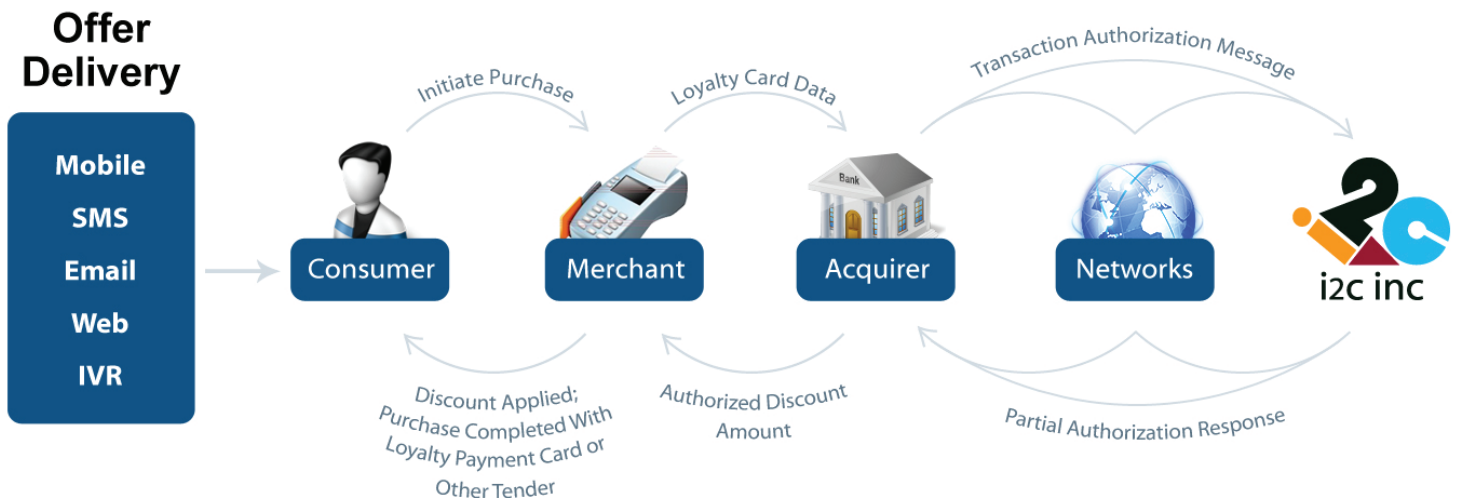 Offer
Delivery
Mobile
SMS
Email
Web
IVR
Initiate Purchase
Loyalty Card Data
Transaction Authorization Message
Bank
Consumer
Merchant
Acquirer
Networks
i2c
i2c inc
Discount Applied;
Purchase Completed With
Loyalty Payment Card or
Other Tender
Authorized Discount
Amount
Partial Authorization Response